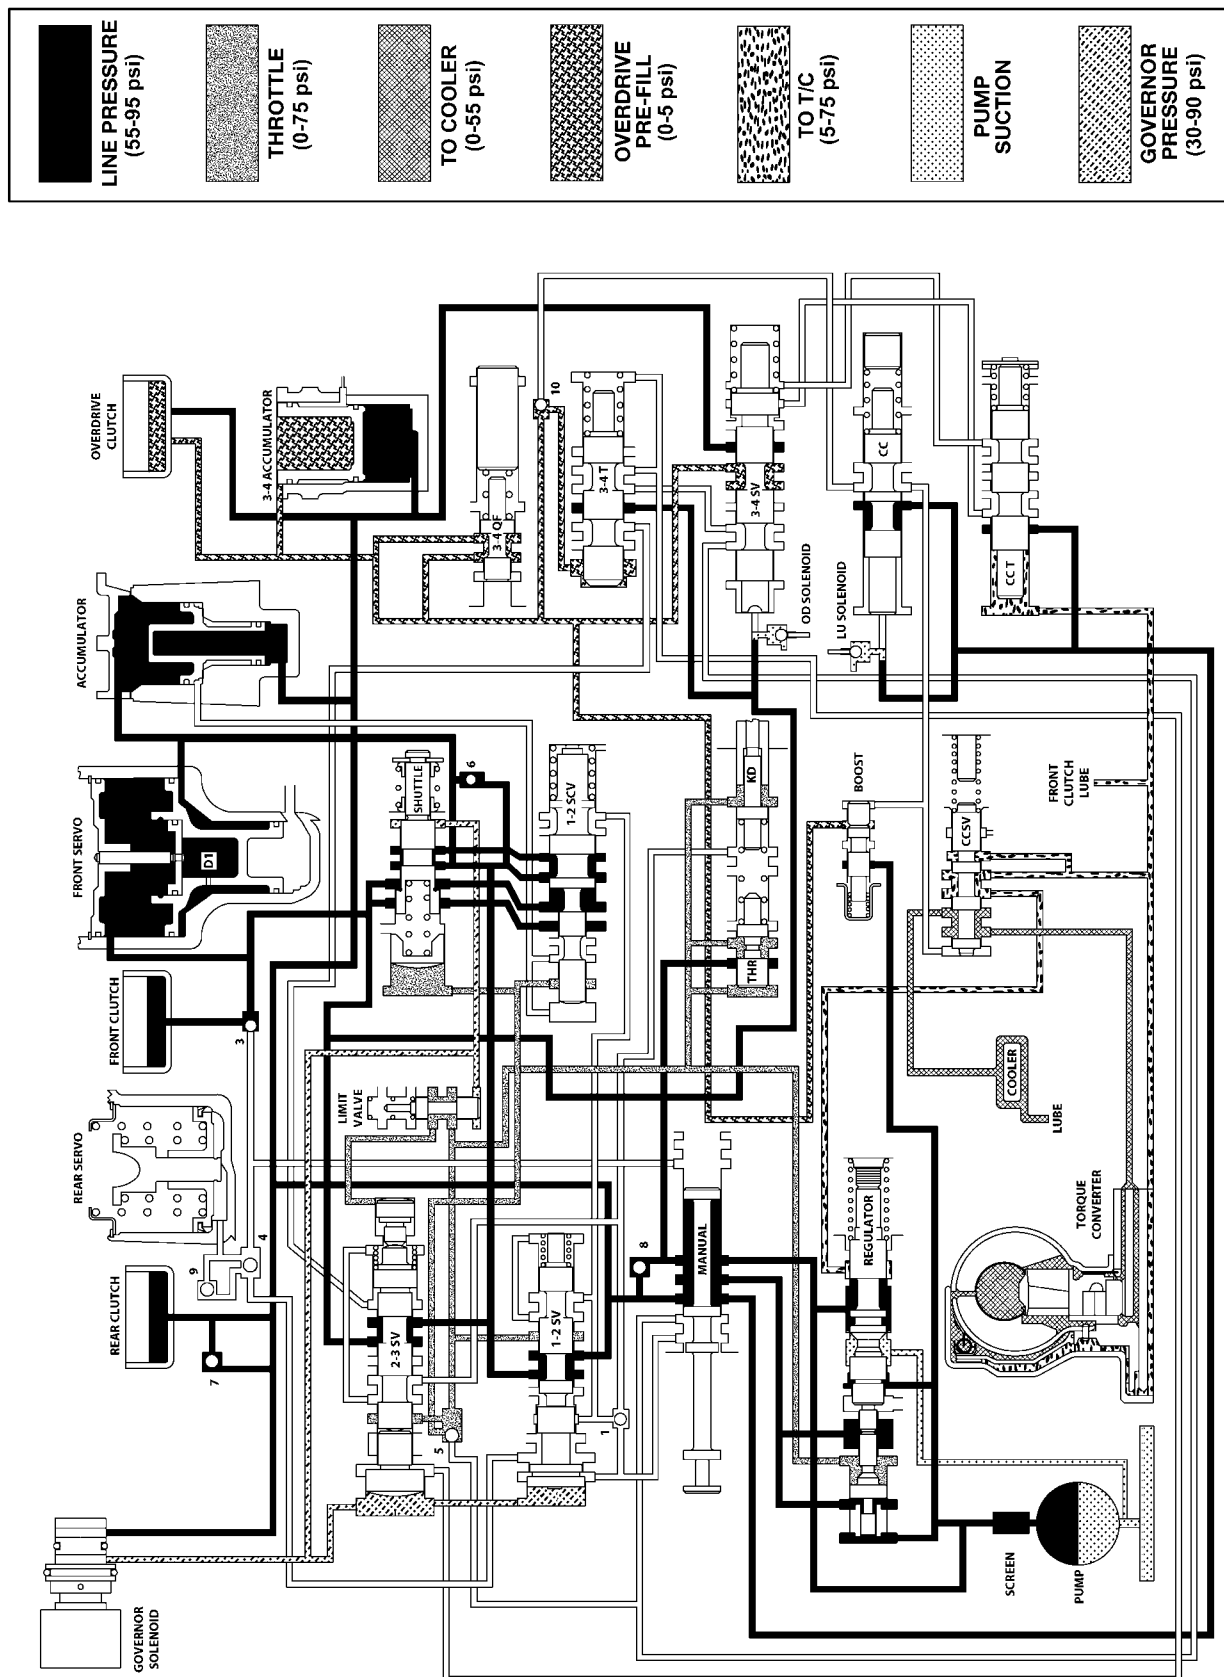 LINE PRESSURE
(55-95 psi)
THROTTLE
(0-75 psi)
TO COOLER
(0-55 psi)
OVERDRIVE
PRE-FILL
(0-5 psi)
TO T/C
(5-75 psi)
PUMP
SUCTION
GOVERNOR
PRESSURE
(30-90 psi)
OVERDRIVE
CLUTCH
3-4 ACCUMULATOR
3-4 QF
10
3-4 T
3-4 SV
OD SOLENOID
CC
LU SOLENOID
CC T
ACCUMULATOR
FRONT SERVO
D1
SHUTTLE
6
1-2 SCV
KD
THR
BOOST
CCSV
FRONT
CLUTCH
LUBE
FRONT CLUTCH
3
LIMIT
VALVE
COOLER
LUBE
REAR SERVO
4
9
REAR CLUTCH
7
2-3 SV
5
1-2 SV
1
8
MANUAL
REGULATOR
TORQUE
CONVERTER
GOVERNOR
SOLENOID
SCREEN
PUMP